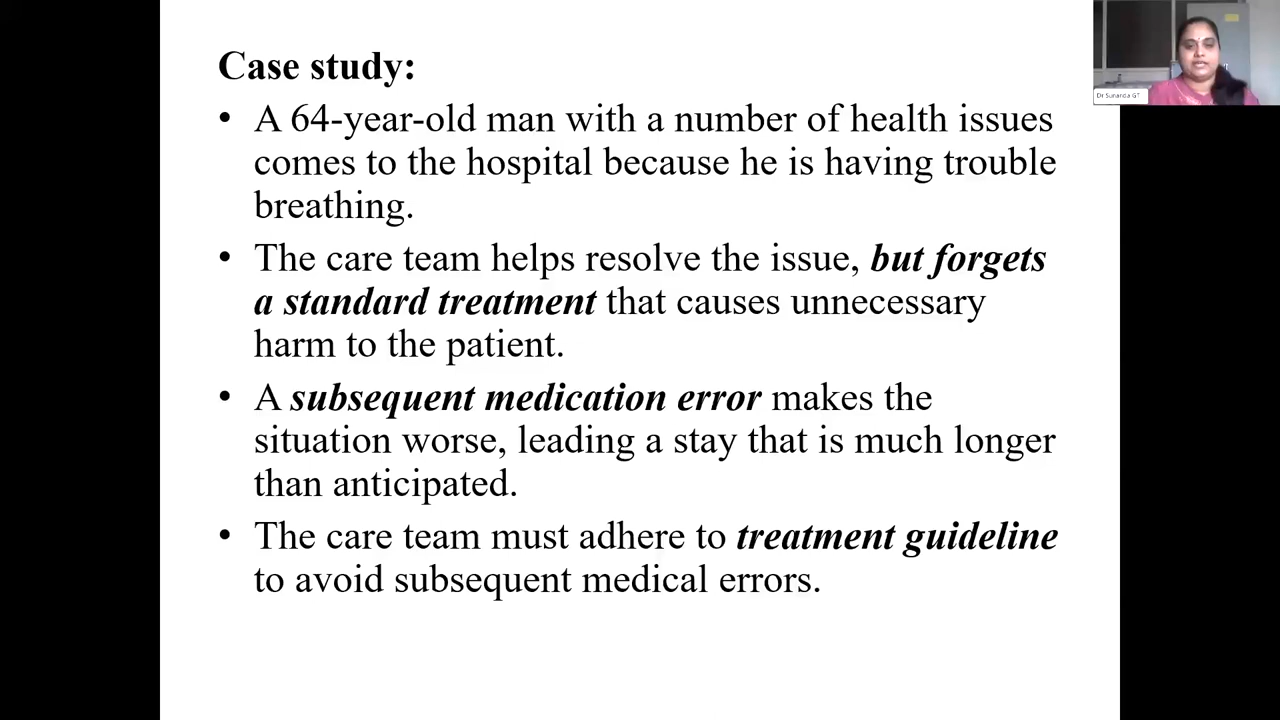 Case study:
• A 64-year-old man with a number of health issues
comes to the hospital because he is having trouble
breathing.
• The care team helps resolve the issue, but forgets
a standard treatment that causes unnecessary
harm to the patient.
• A subsequent medication error makes the
situation worse, leading a stay that is much longer
than anticipated.
• The care team must adhere to treatment guideline
to avoid subsequent medical errors.
Dr Sunanda GT